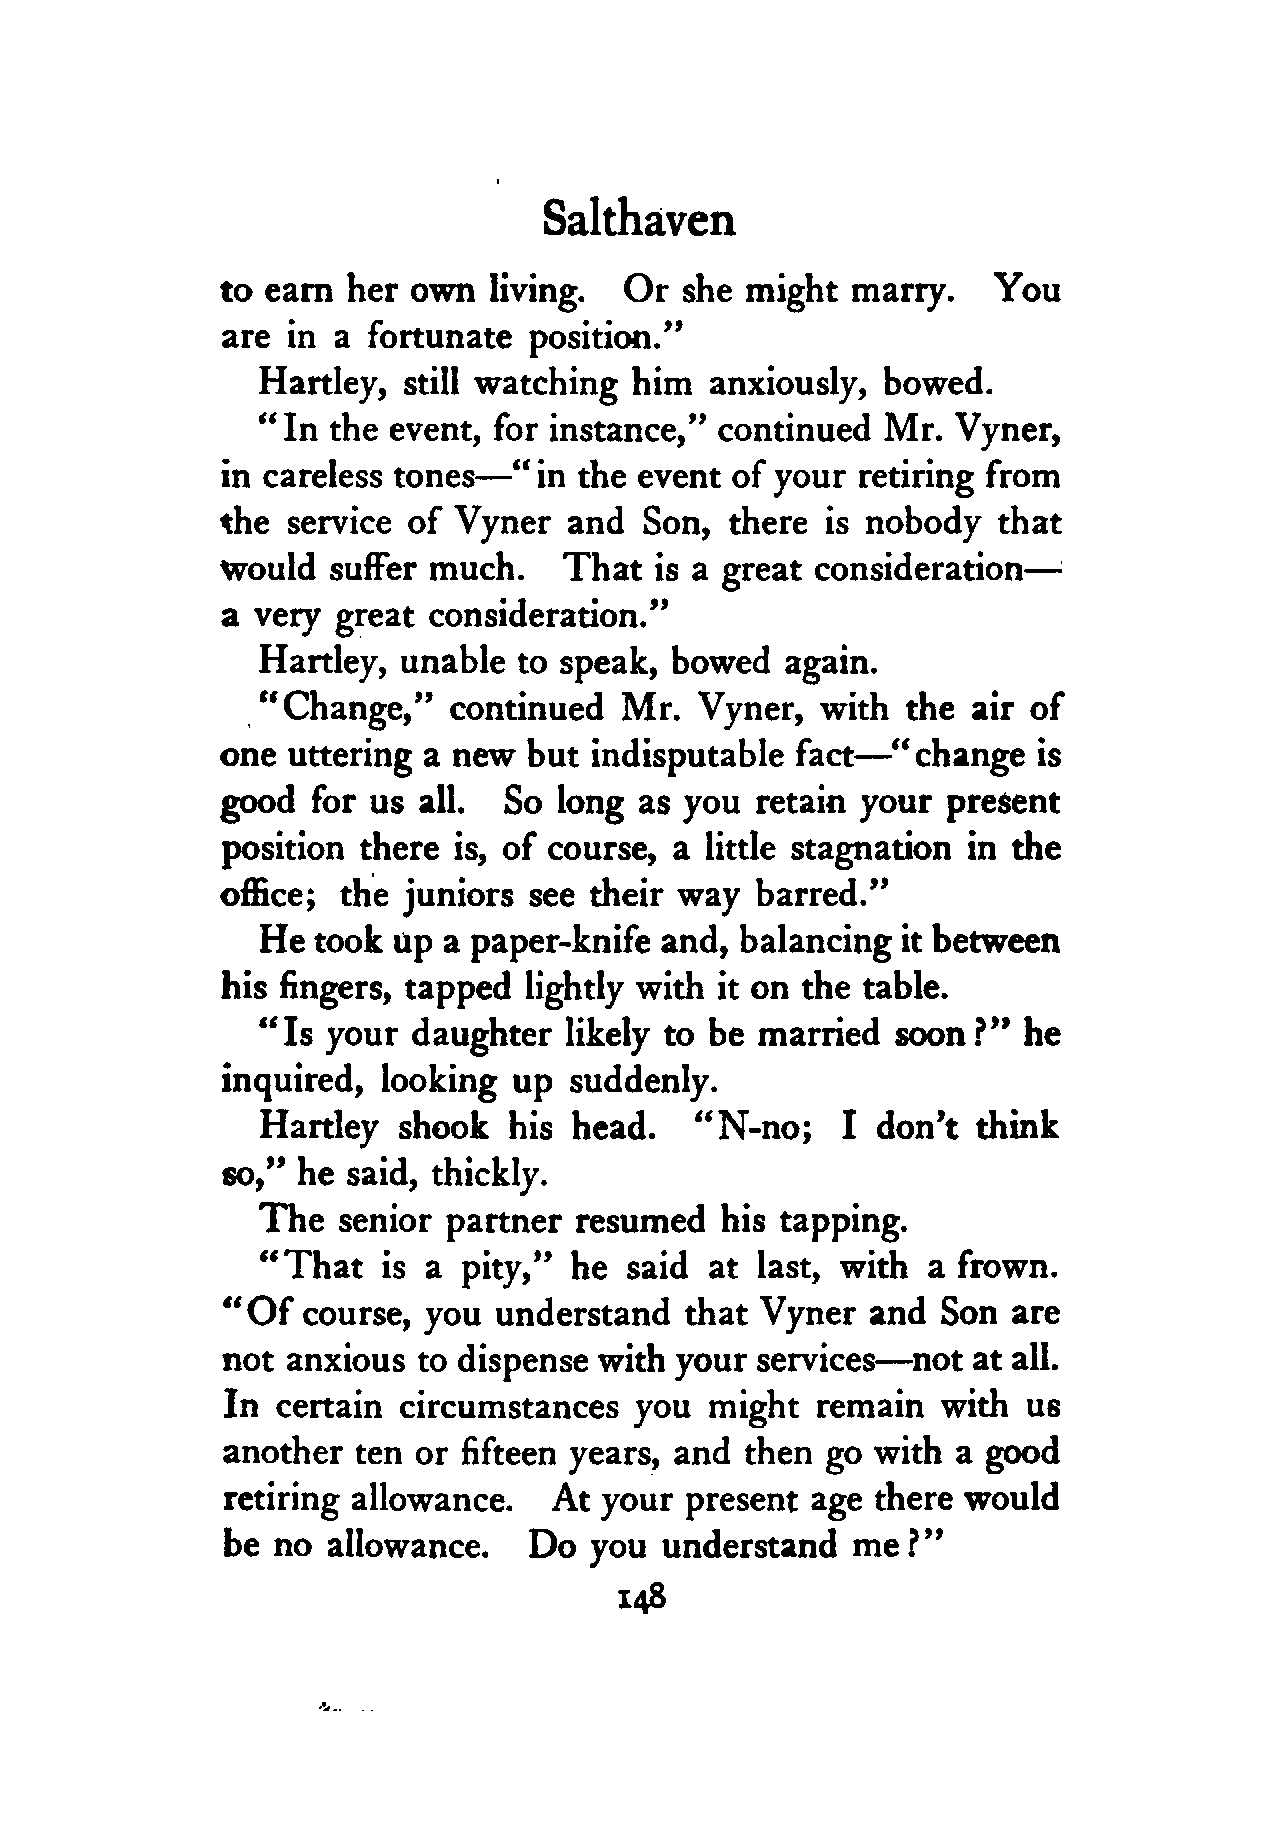 Salthaven
to earn her own living. Or she might marry. You
are in a fortunate position."
Hartley, still watching him anxiously, bowed.
"In the event, for instance," continued Mr. Vyner,
in careless tones—"in the event of your retiring from
the service of Vyner and Son, there is nobody that
would suffer much. That is a great consideration—
a very great consideration."
Hartley, unable to speak, bowed again.
"Change," continued Mr. Vyner, with the air of
one uttering a new but indisputable fact—"change is
good for us all. So long as you retain your present
position there is, of course, a little stagnation in the
office; the juniors see their way barred."
He took up a paper-knife and, balancing it between
his fingers, tapped lightly with it on the table.
"Is your daughter likely to be married soon?" he
inquired, looking up suddenly.
Hartley shook his head. "N-no; I don't think
so," he said, thickly.
The senior partner resumed his tapping.
"That is a pity," he said at last, with a frown.
"Of course, you understand that Vyner and Son are
not anxious to dispense with your services—not at all.
In certain circumstances you might remain with us
another ten or fifteen years, and then go with a good
retiring allowance. At your present age there would
be no allowance. Do you understand me?"
148